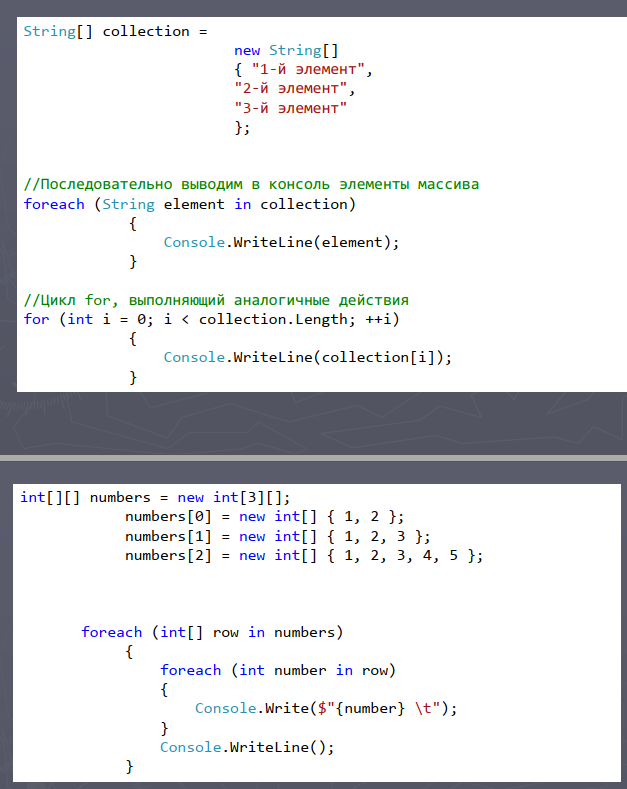 String[] collection =
new String[]
{ "1-й элемент",
"2-й элемент",
"3-й элемент"
};
//Последовательно выводим в консоль элементы массива
foreach (String element in collection)
{
Console.WriteLine(element);
}
//Цикл for, выполняющий аналогичные действия
for (int i = 0; i < collection.Length; ++i)
{
Console.WriteLine(collection[i]);
}
int[][] numbers = new int[3][];
numbers[0] = new int[] { 1, 2 };
numbers[1] = new int[] { 1, 2, 3 };
numbers[2] = new int[] { 1, 2, 3, 4, 5 };
foreach (int[] row in numbers)
{
foreach (int number in row)
{
Console.Write($"{number} \t");
}
Console.WriteLine();
}